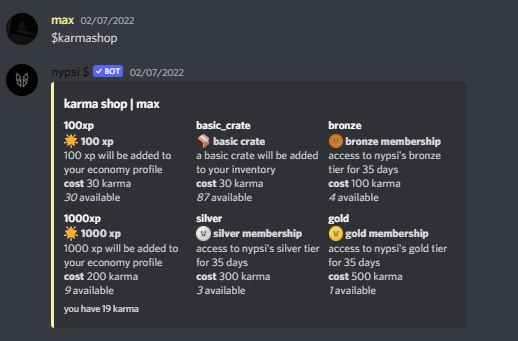 max 02/07/2022
$karmashop
nypsi $ BOT 02/07/2022
karma shop | max
100xp
100 xp
100 xp will be added to
your economy profile
cost 30 karma
30 available
basic_crate
basic crate
a basic crate will be added
to your inventory
cost 30 karma
87 available
bronze
bronze membership
access to nypsi's bronze
tier for 35 days
cost 100 karma
4 available
1000xp
1000 xp
1000 xp will be added to
your economy profile
cost 200 karma
9 available
silver
silver membership
access to nypsi's silver tier
for 35 days
cost 300 karma
3 available
gold
gold membership
access to nypsi's gold tier
for 35 days
cost 500 karma
1 available
you have 19 karma